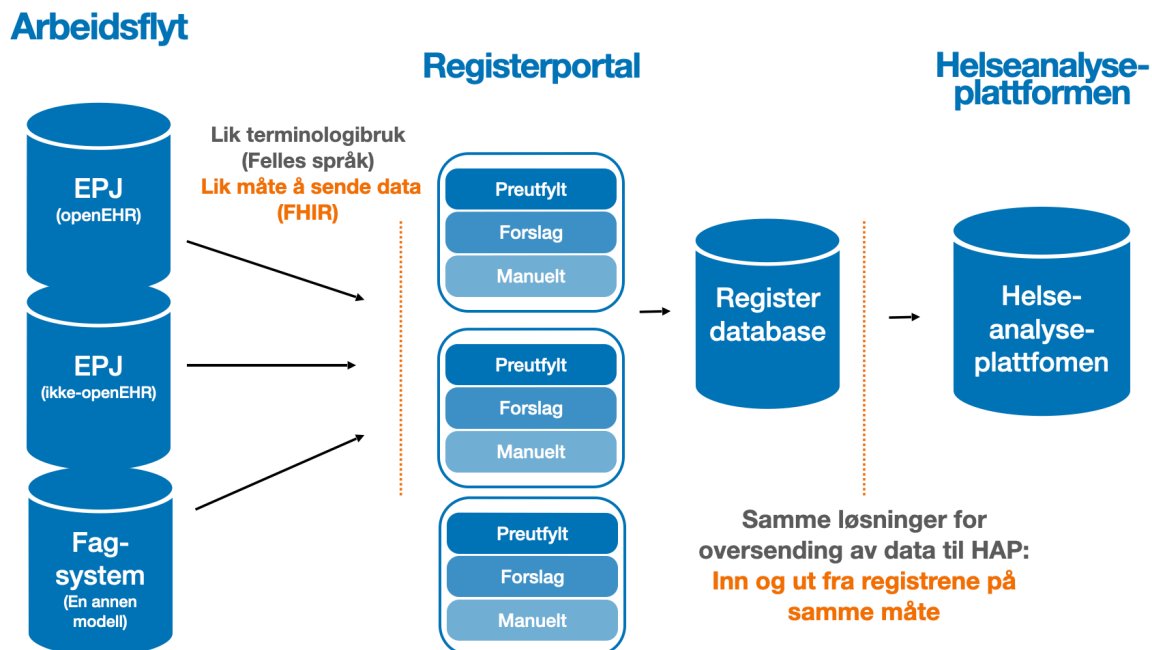 Arbeidsflyt
Registerportal
Helseanalyse-
plattformen
EPJ
(openEHR)
EPJ
(ikke-openEHR)
Fag-
system
(En annen
modell)
Lik terminologibruk
(Felles språk)
Lik måte å sende data
(FHIR)
Preutfylt
Forslag
Manuelt
Preutfylt
Forslag
Manuelt
Preutfylt
Forslag
Manuelt
Register
database
Helse-
analyse-
plattfomen
Samme løsninger for
oversending av data til HAP:
Inn og ut fra registrene på
samme måte